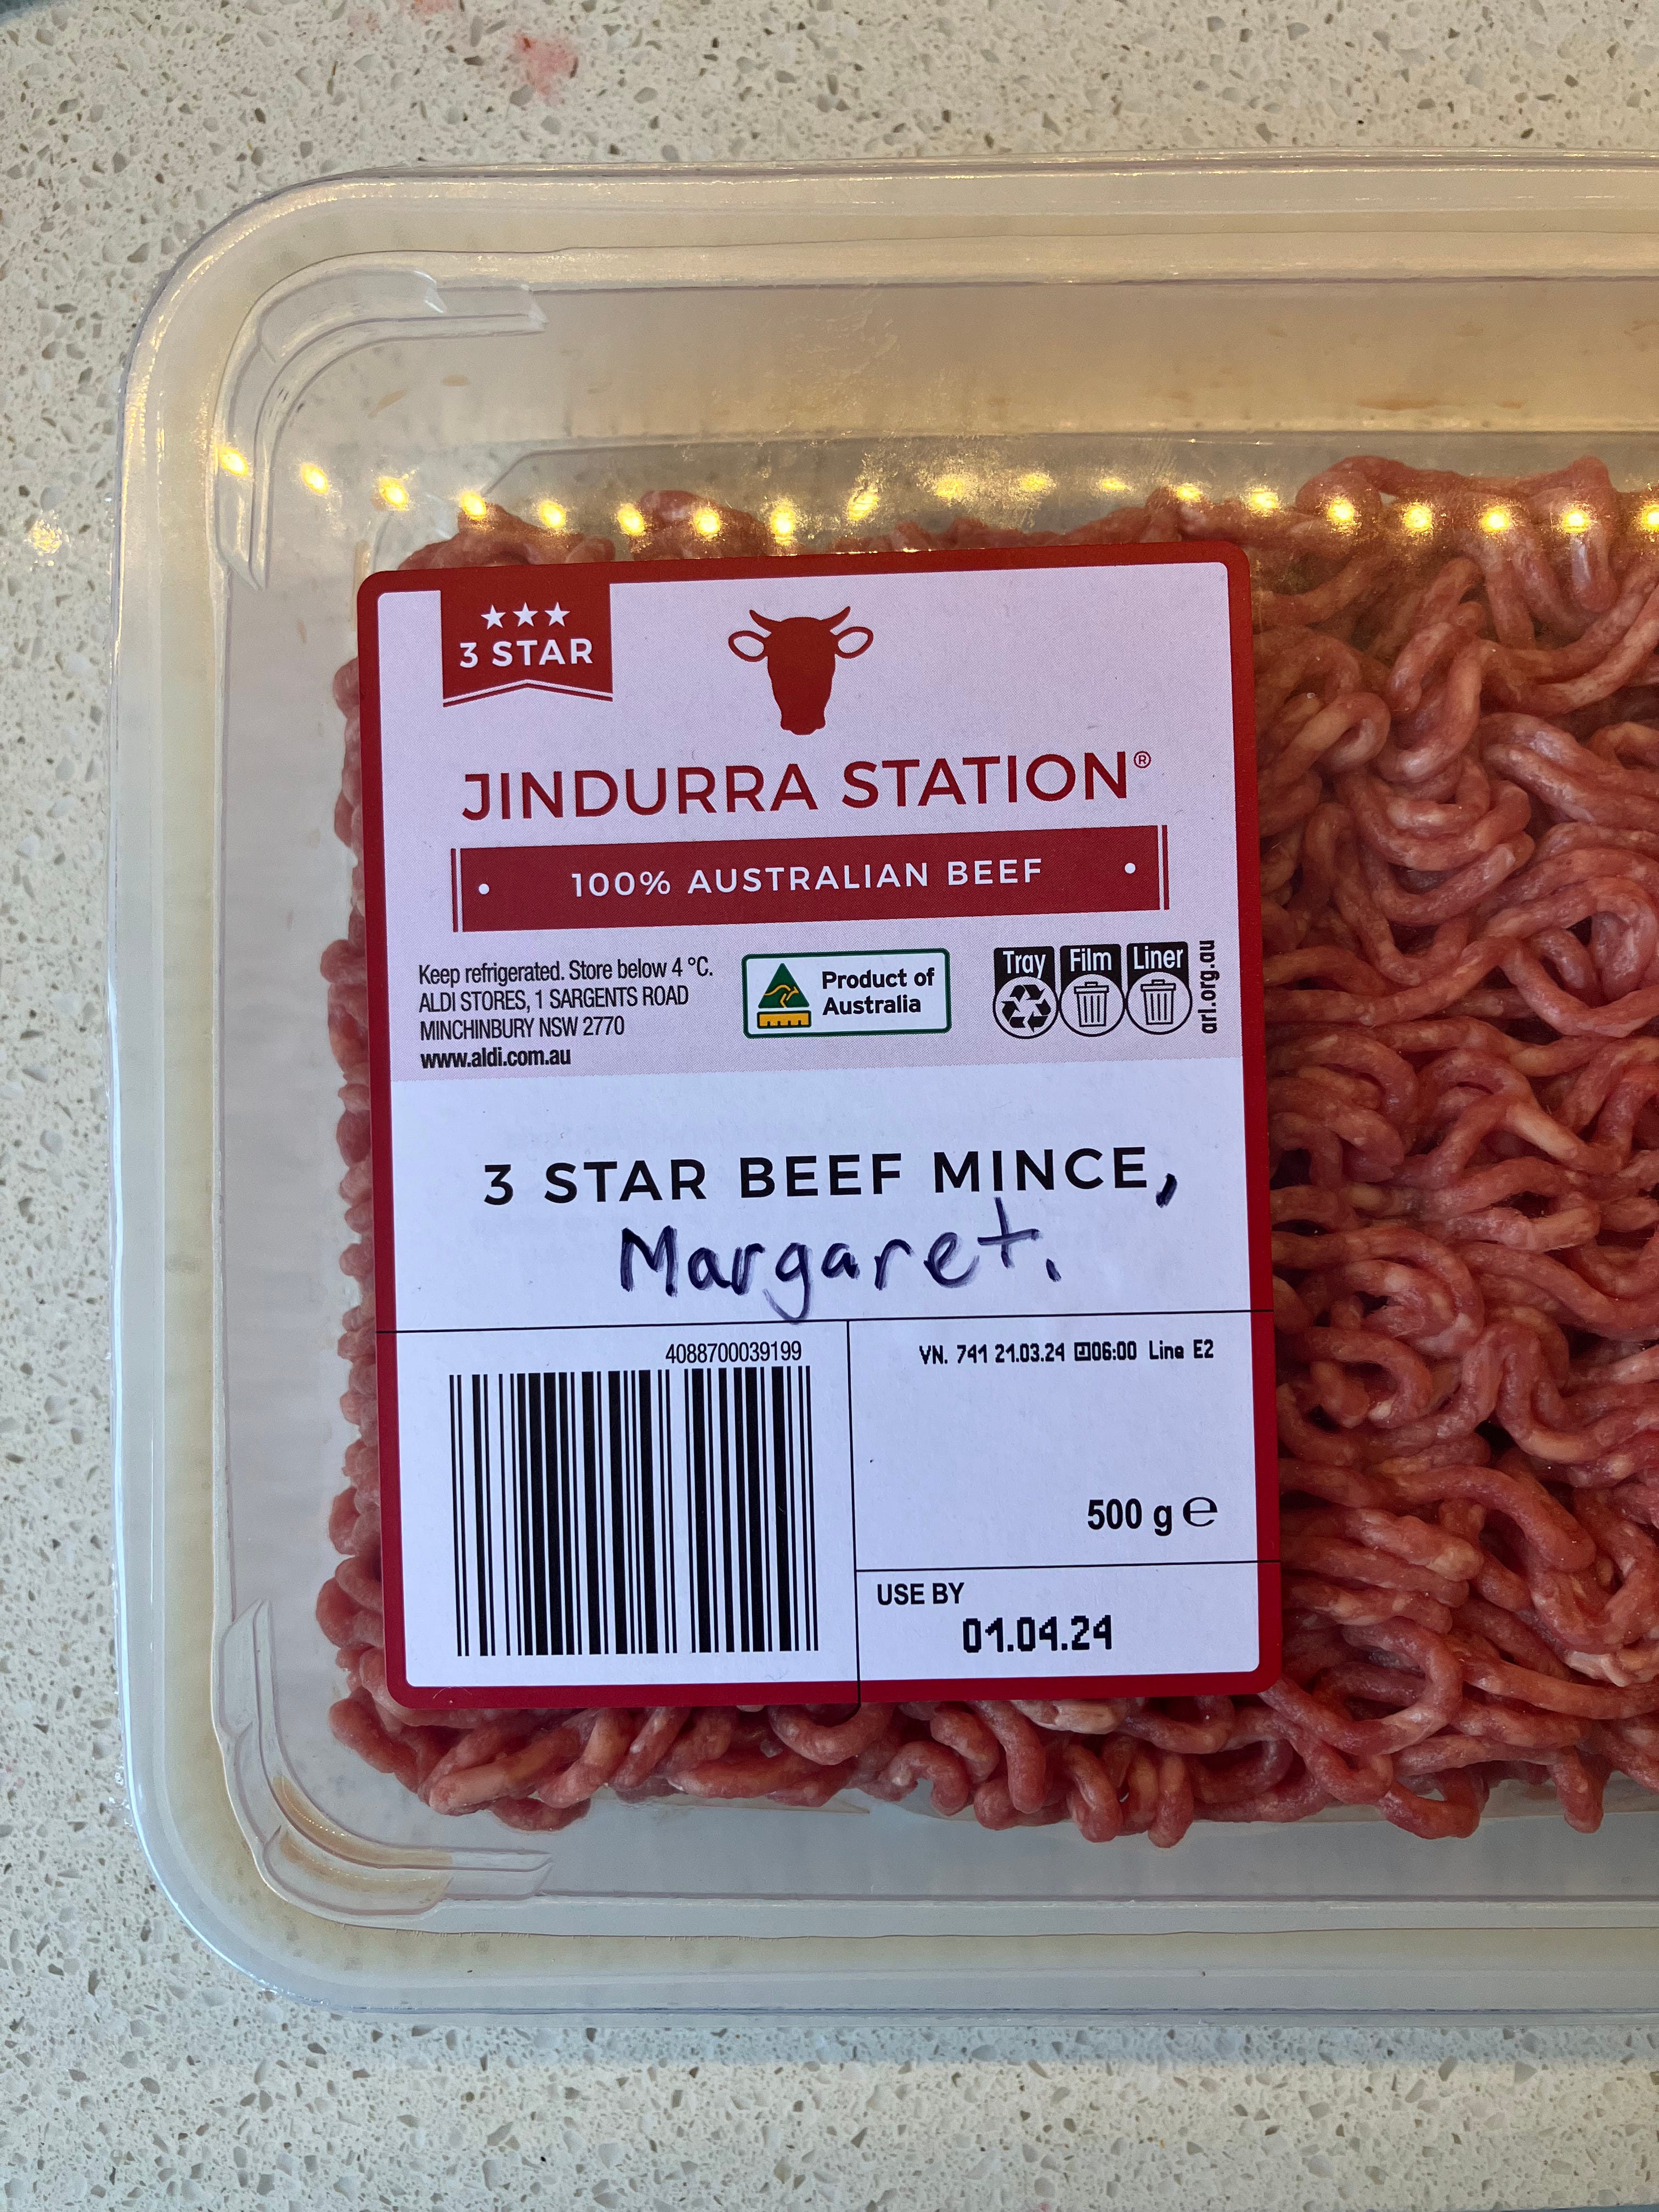 ★★★
3 STAR
JINDURRA STATION®
• 100% AUSTRALIAN BEEF •
Keep refrigerated. Store below 4 °C.
ALDI STORES, 1 SARGENTS ROAD
MINCHINBURY NSW 2770
www.aldi.com.au
Product of
Australia
Tray Film Liner
arl.org.au
3 STAR BEEF MINCE,
Margaret.
4088700039199
VN. 741 21.03.24 06:00 Line E2
500 g ℮
USE BY
01.04.24